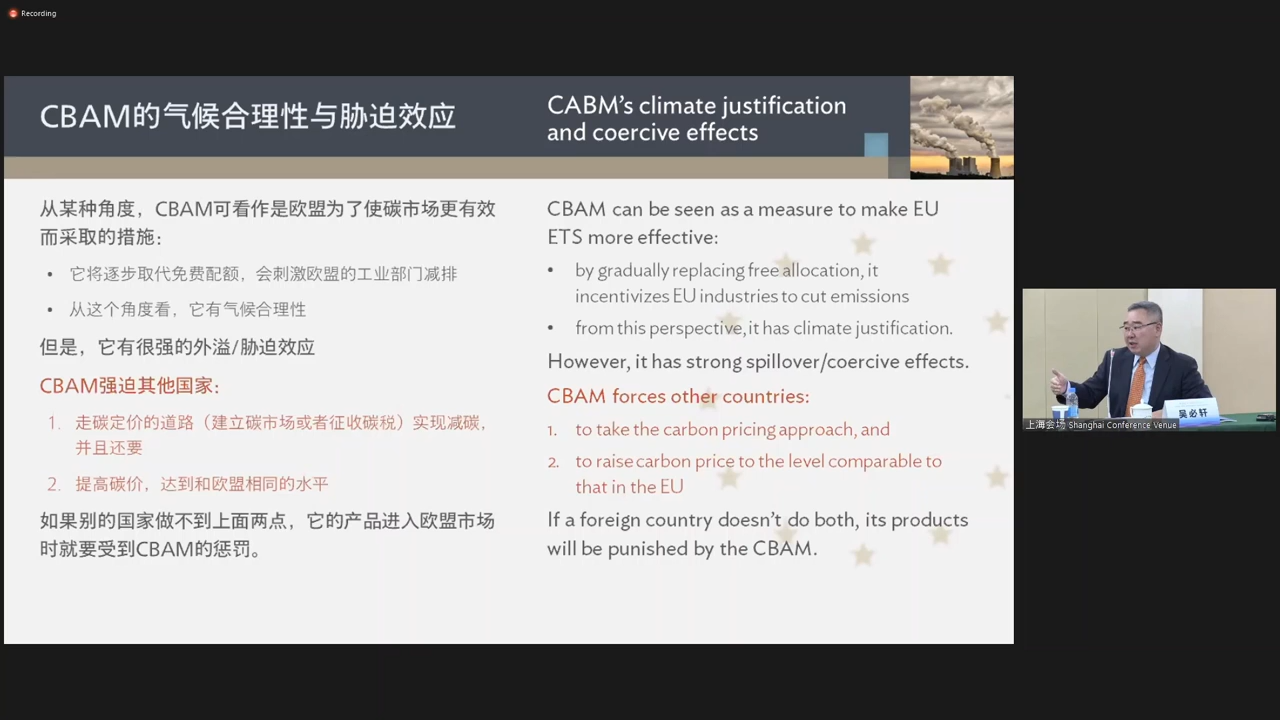 Recording
CBAM的气候合理性与胁迫效应
CABM’s climate justification
and coercive effects
从某种角度，CBAM可看作是欧盟为了使碳市场更有效
而采取的措施：
• 它将逐步取代免费配额，会刺激欧盟的工业部门减排
• 从这个角度看，它有气候合理性
但是，它有很强的外溢/胁迫效应
CBAM强迫其他国家：
1. 走碳定价的道路（建立碳市场或者征收碳税）实现减碳，
并且还要
2. 提高碳价，达到和欧盟相同的水平
如果别的国家做不到上面两点，它的产品进入欧盟市场
时就要受到CBAM的惩罚。
CBAM can be seen as a measure to make EU
ETS more effective:
• by gradually replacing free allocation, it
incentivizes EU industries to cut emissions
• from this perspective, it has climate justification.
However, it has strong spillover/coercive effects.
CBAM forces other countries:
1. to take the carbon pricing approach, and
2. to raise carbon price to the level comparable to
that in the EU
If a foreign country doesn’t do both, its products
will be punished by the CBAM.
吴必轩
上海会场 Shanghai Conference Venue